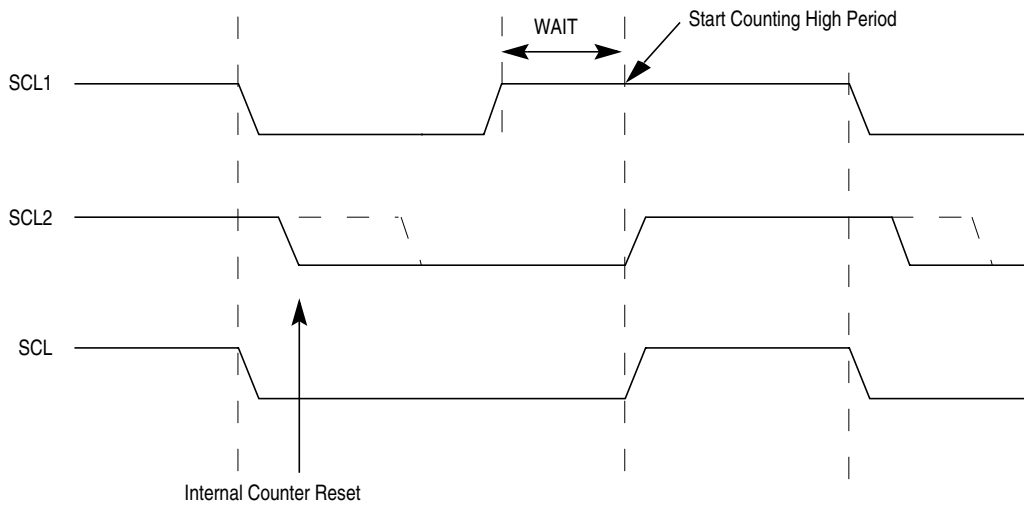 WAIT
Start Counting High Period
SCL1
SCL2
SCL
Internal Counter Reset